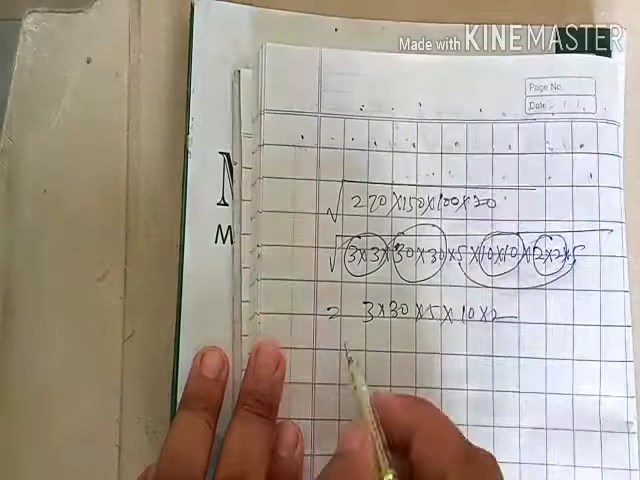 Made with KINEMASTER
Page No.
Date - / /
N
M
√270×150×100×20
√3×3×30×30×5×10×10×2×2×5
= 3×30×5×10×2